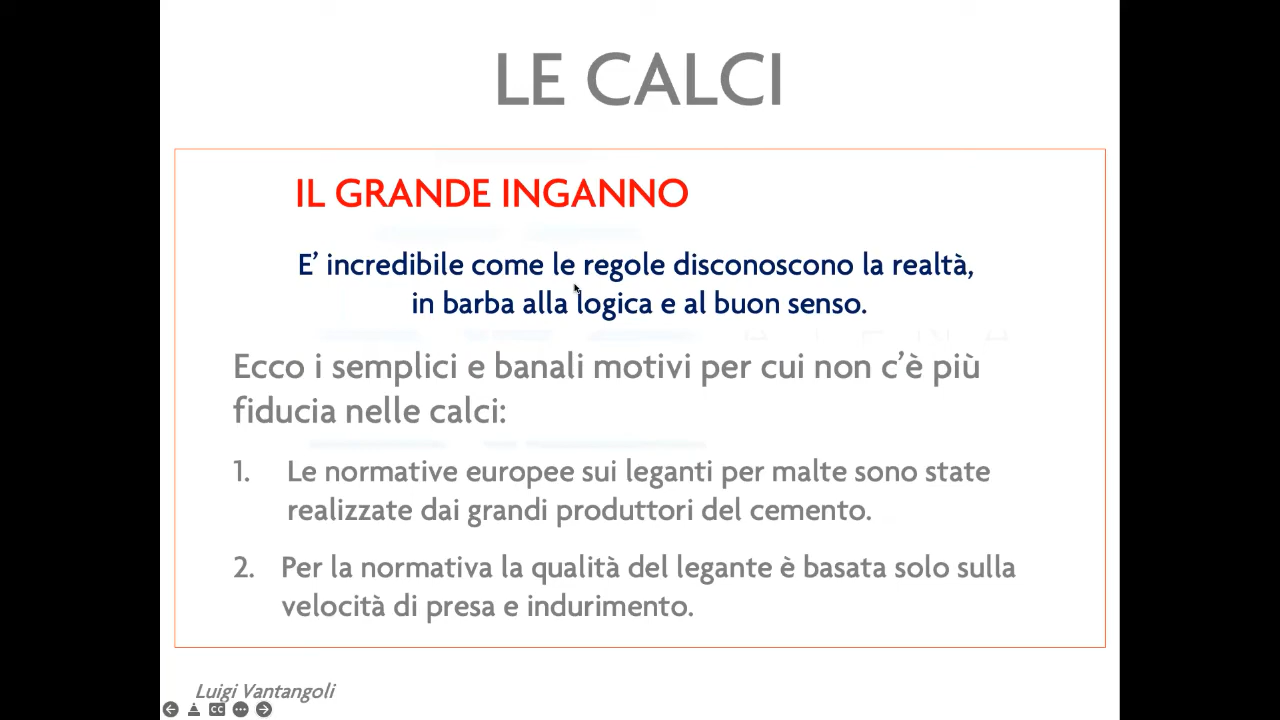 LE CALCI
IL GRANDE INGANNO
E' incredibile come le regole disconoscono la realtà,
in barba alla logica e al buon senso.
Ecco i semplici e banali motivi per cui non c'è più
fiducia nelle calci:
1. Le normative europee sui leganti per malte sono state
realizzate dai grandi produttori del cemento.
2. Per la normativa la qualità del legante è basata solo sulla
velocità di presa e indurimento.
Luigi Vantangoli
CC